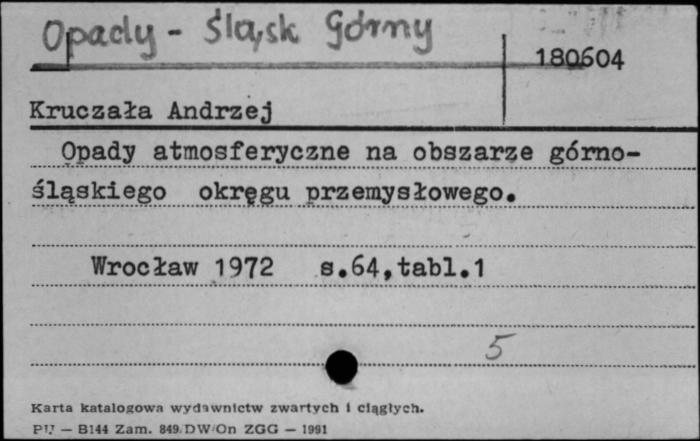 Opady - Śląsk Górny
180604
Kruczała Andrzej
Opady atmosferyczne na obszarze górno-
śląskiego okręgu przemysłowego.
Wrocław 1972 s.64,tabl.1
5
Karta katalogowa wydawnictw zwartych i ciągłych.
PU — B144 Zam. 849/DW/On ZGG — 1991